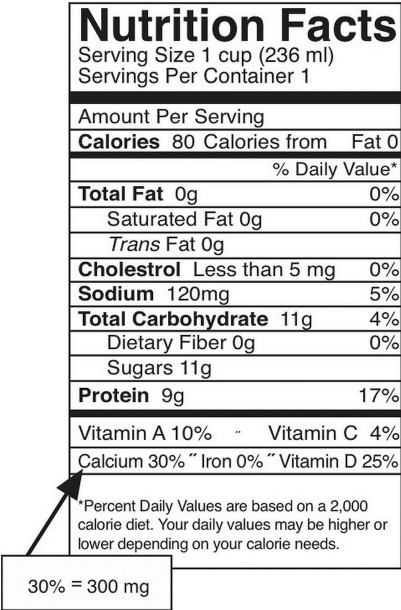 Nutrition Facts
Serving Size 1 cup (236 ml)
Servings Per Container 1
Amount Per Serving
Calories 80 Calories from Fat 0
% Daily Value*
Total Fat 0g 0%
Saturated Fat 0g 0%
Trans Fat 0g
Cholestrol Less than 5 mg 0%
Sodium 120mg 5%
Total Carbohydrate 11g 4%
Dietary Fiber 0g 0%
Sugars 11g
Protein 9g 17%
Vitamin A 10% ˝ Vitamin C 4%
Calcium 30% ˝ Iron 0% ˝ Vitamin D 25%
*Percent Daily Values are based on a 2,000
calorie diet. Your daily values may be higher or
lower depending on your calorie needs.
30% = 300 mg